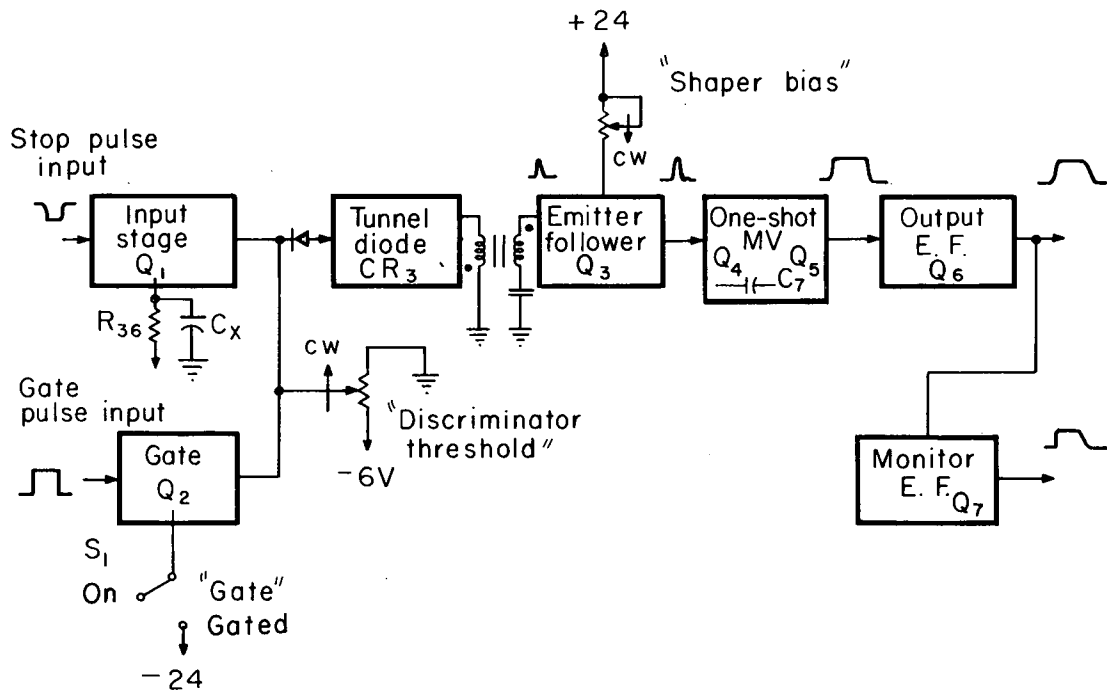 +24
"Shaper bias"
cw
Stop pulse
input
Input
stage
Q1
R36
Cx
Tunnel
diode
CR3
Emitter
follower
Q3
One-shot
MV
Q4 Q5
C7
Output
E. F.
Q6
Gate
pulse input
Gate
Q2
cw
"Discriminator
threshold"
-6V
Monitor
E. F. Q7
S1
On
"Gate"
Gated
-24